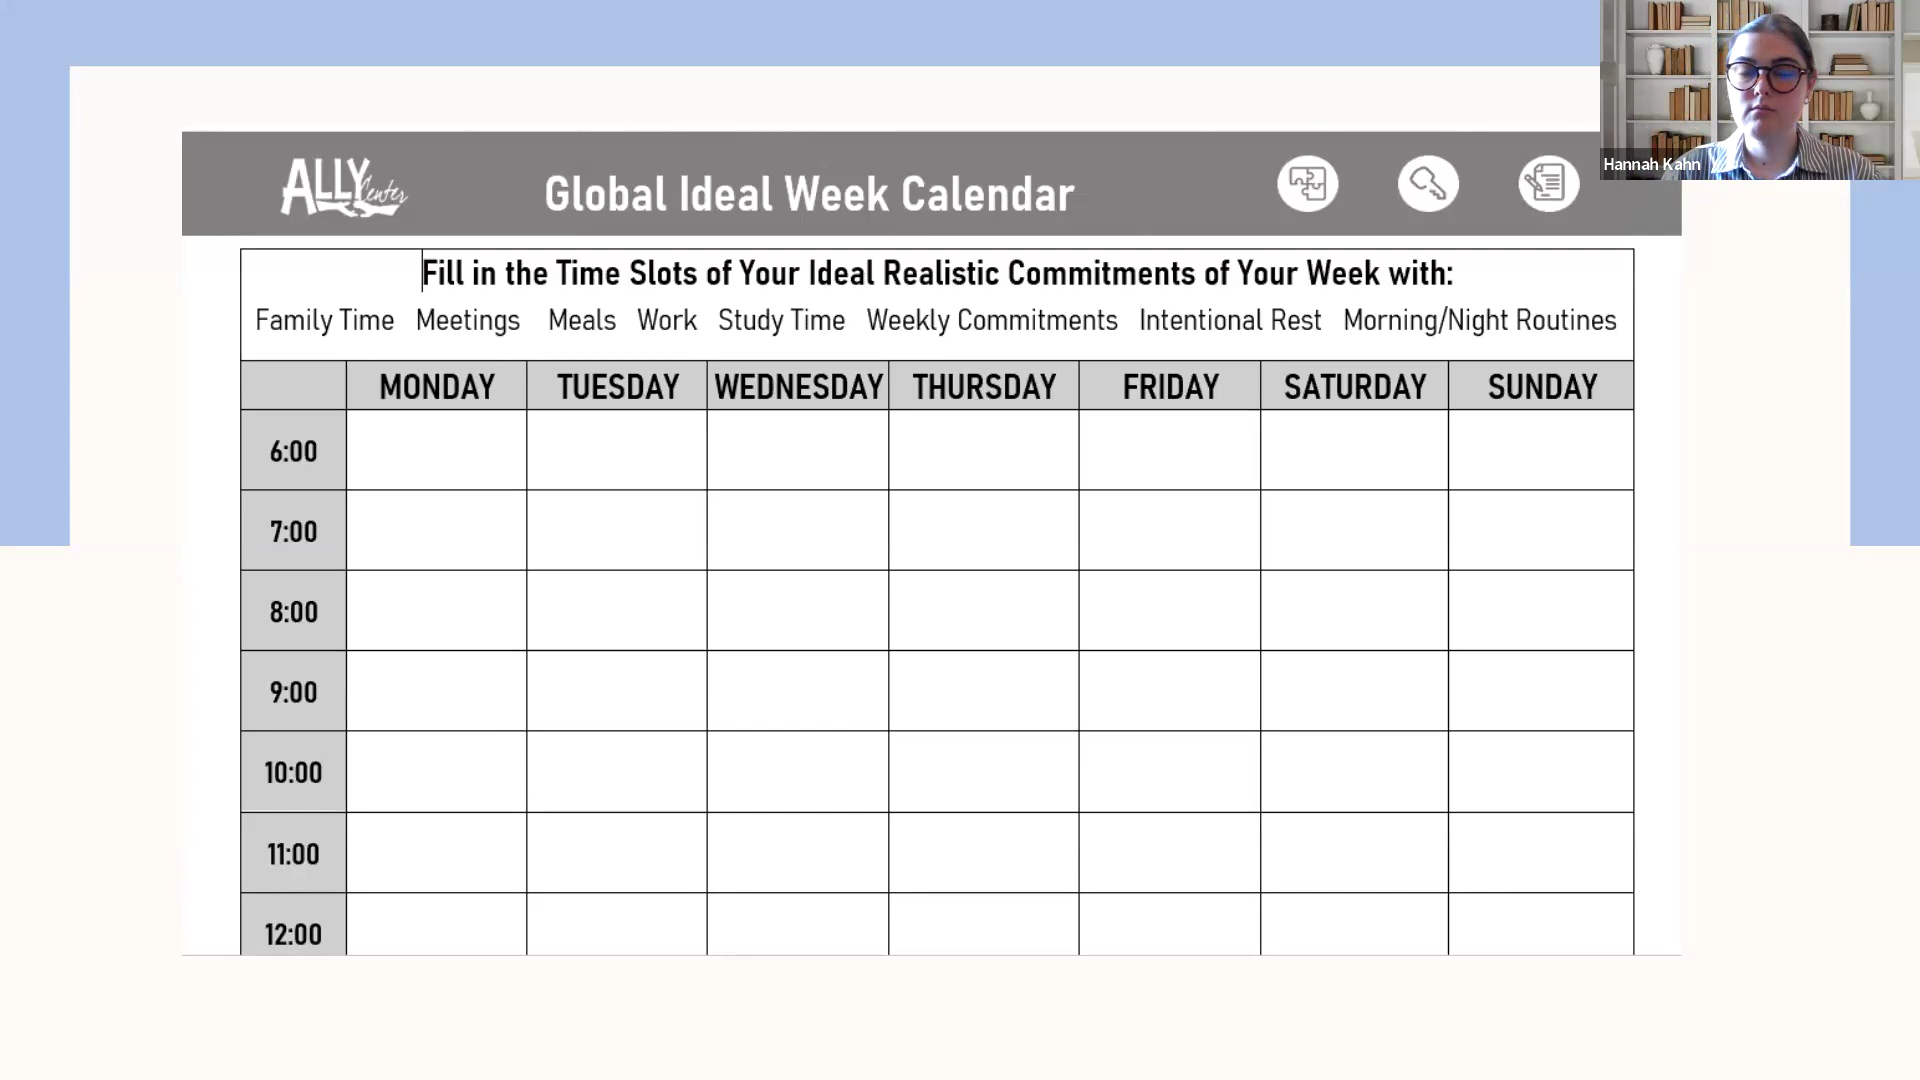 ALLY Center
Global Ideal Week Calendar
Hannah Kahn
Fill in the Time Slots of Your Ideal Realistic Commitments of Your Week with:
Family Time Meetings Meals Work Study Time Weekly Commitments Intentional Rest Morning/Night Routines
MONDAY TUESDAY WEDNESDAY THURSDAY FRIDAY SATURDAY SUNDAY
6:00
7:00
8:00
9:00
10:00
11:00
12:00